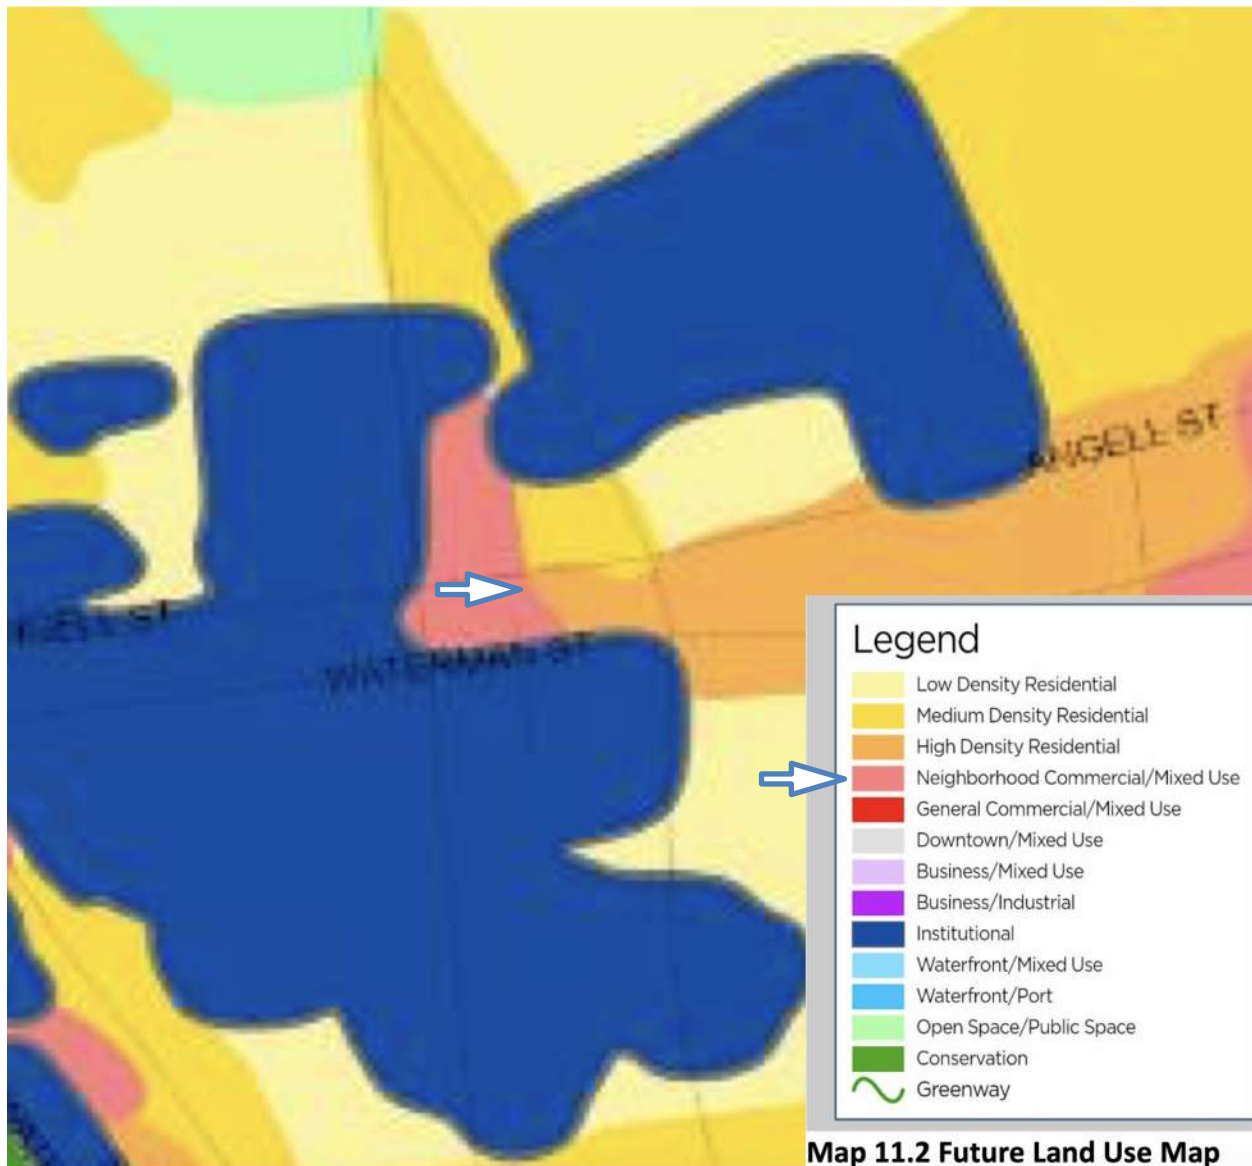 ANGELL ST
WATERMAN ST
Legend
Low Density Residential
Medium Density Residential
High Density Residential
Neighborhood Commercial/Mixed Use
General Commercial/Mixed Use
Downtown/Mixed Use
Business/Mixed Use
Business/Industrial
Institutional
Waterfront/Mixed Use
Waterfront/Port
Open Space/Public Space
Conservation
Greenway
Map 11.2 Future Land Use Map